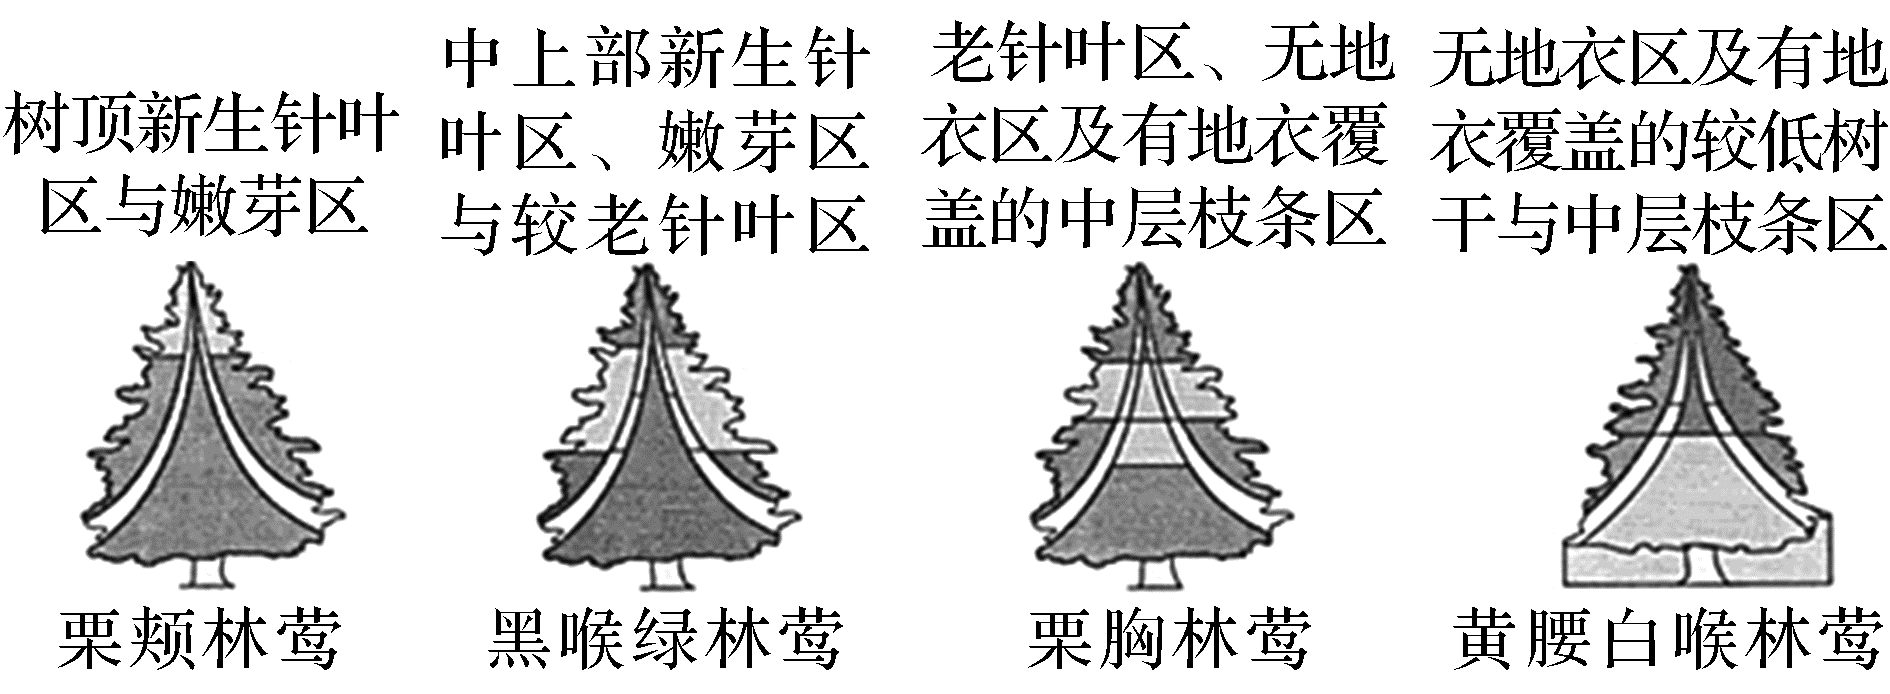 树顶新生针叶
区与嫩芽区
中上部新生针
叶区、嫩芽区
与较老针叶区
老针叶区、无地
衣区及有地衣覆
盖的中层枝条区
无地衣区及有地
衣覆盖的较低树
干与中层枝条区
栗颊林莺
黑喉绿林莺
栗胸林莺
黄腰白喉林莺